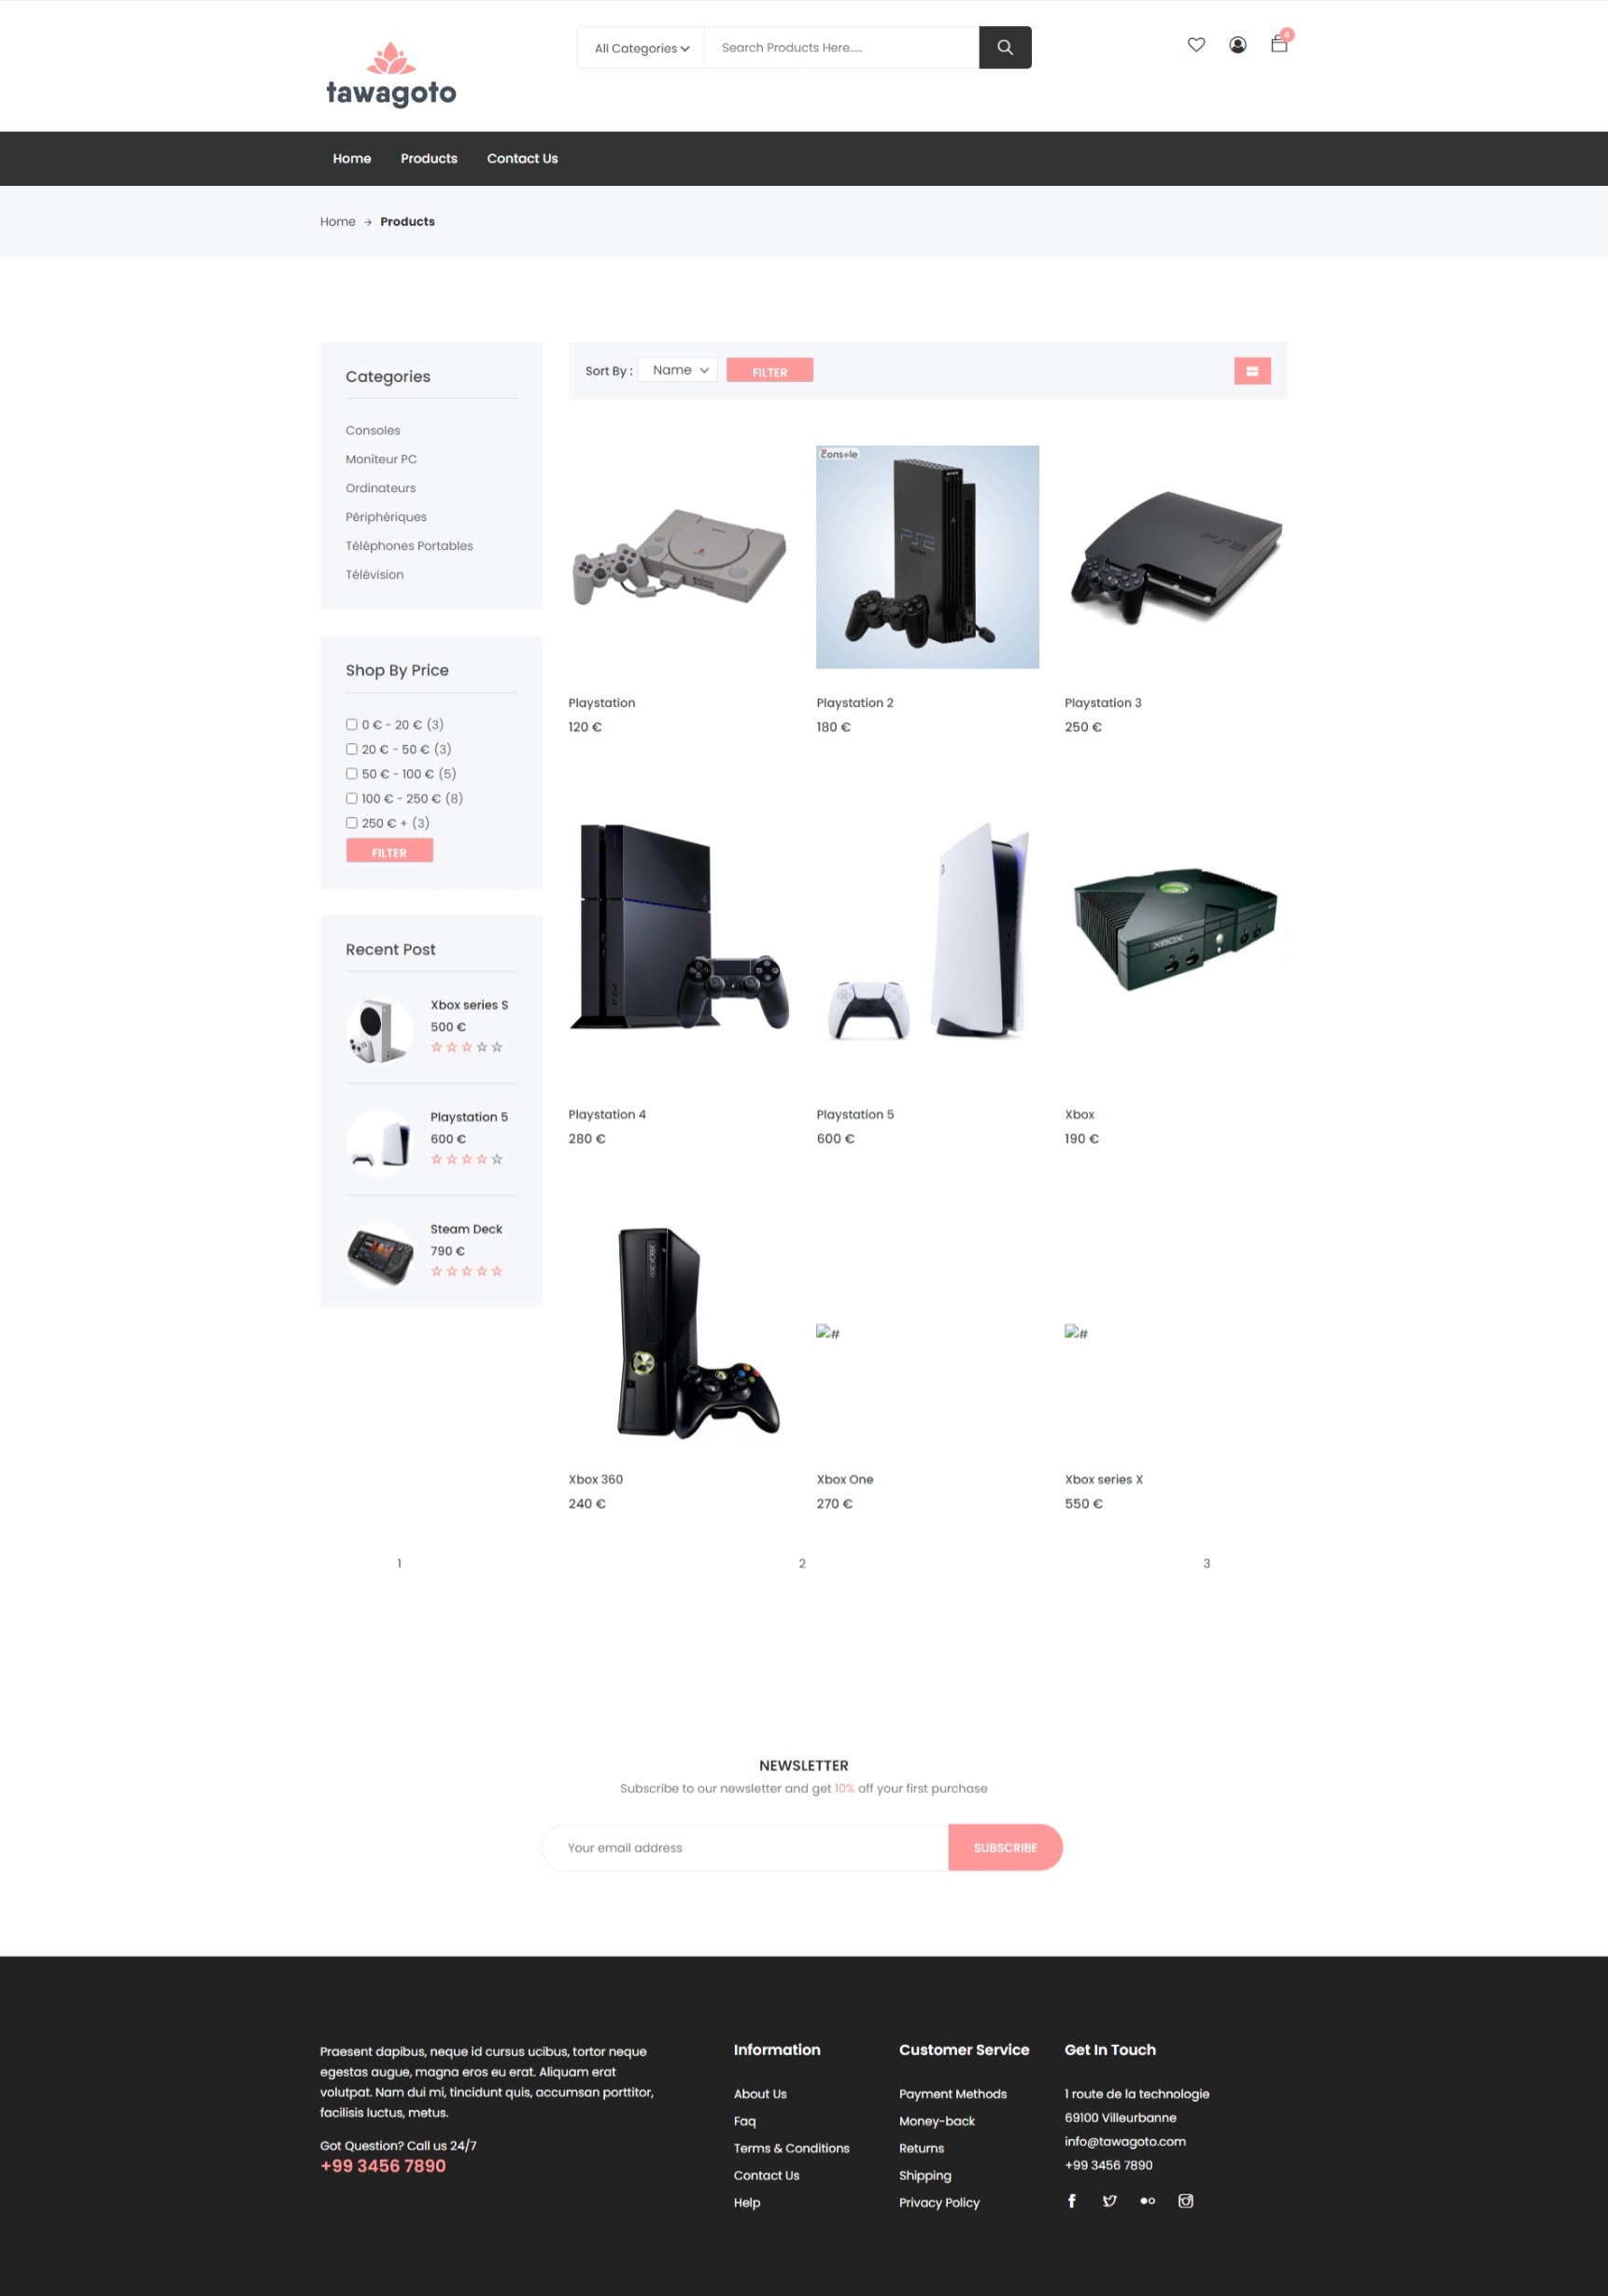 All Categories
Search Products Here.....
4
tawagoto
Home
Products
Contact Us
Home → Products
Categories
Consoles
Moniteur PC
Ordinateurs
Périphériques
Téléphones Portables
Télévision
Shop By Price
0 € - 20 € (3)
20 € - 50 € (3)
50 € - 100 € (5)
100 € - 250 € (8)
250 € + (3)
FILTER
Recent Post
Xbox series S
500 €
Playstation 5
600 €
Steam Deck
790 €
Sort By :
Name
FILTER
Playstation
120 €
console
SONY
PS2
Playstation 2
180 €
PS3
Playstation 3
250 €
PS4
Playstation 4
280 €
Playstation 5
600 €
XBOX
Xbox
190 €
XBOX 360
Xbox 360
240 €
#
Xbox One
270 €
#
Xbox series X
550 €
1
2
3
NEWSLETTER
Subscribe to our newsletter and get 10% off your first purchase
Your email address
SUBSCRIBE
Praesent dapibus, neque id cursus ucibus, tortor neque
egestas augue, magna eros eu erat. Aliquam erat
volutpat. Nam dui mi, tincidunt quis, accumsan porttitor,
facilisis luctus, metus.
Got Question? Call us 24/7
+99 3456 7890
Information
About Us
Faq
Terms & Conditions
Contact Us
Help
Customer Service
Payment Methods
Money-back
Returns
Shipping
Privacy Policy
Get In Touch
1 route de la technologie
69100 Villeurbanne
info@tawagoto.com
+99 3456 7890